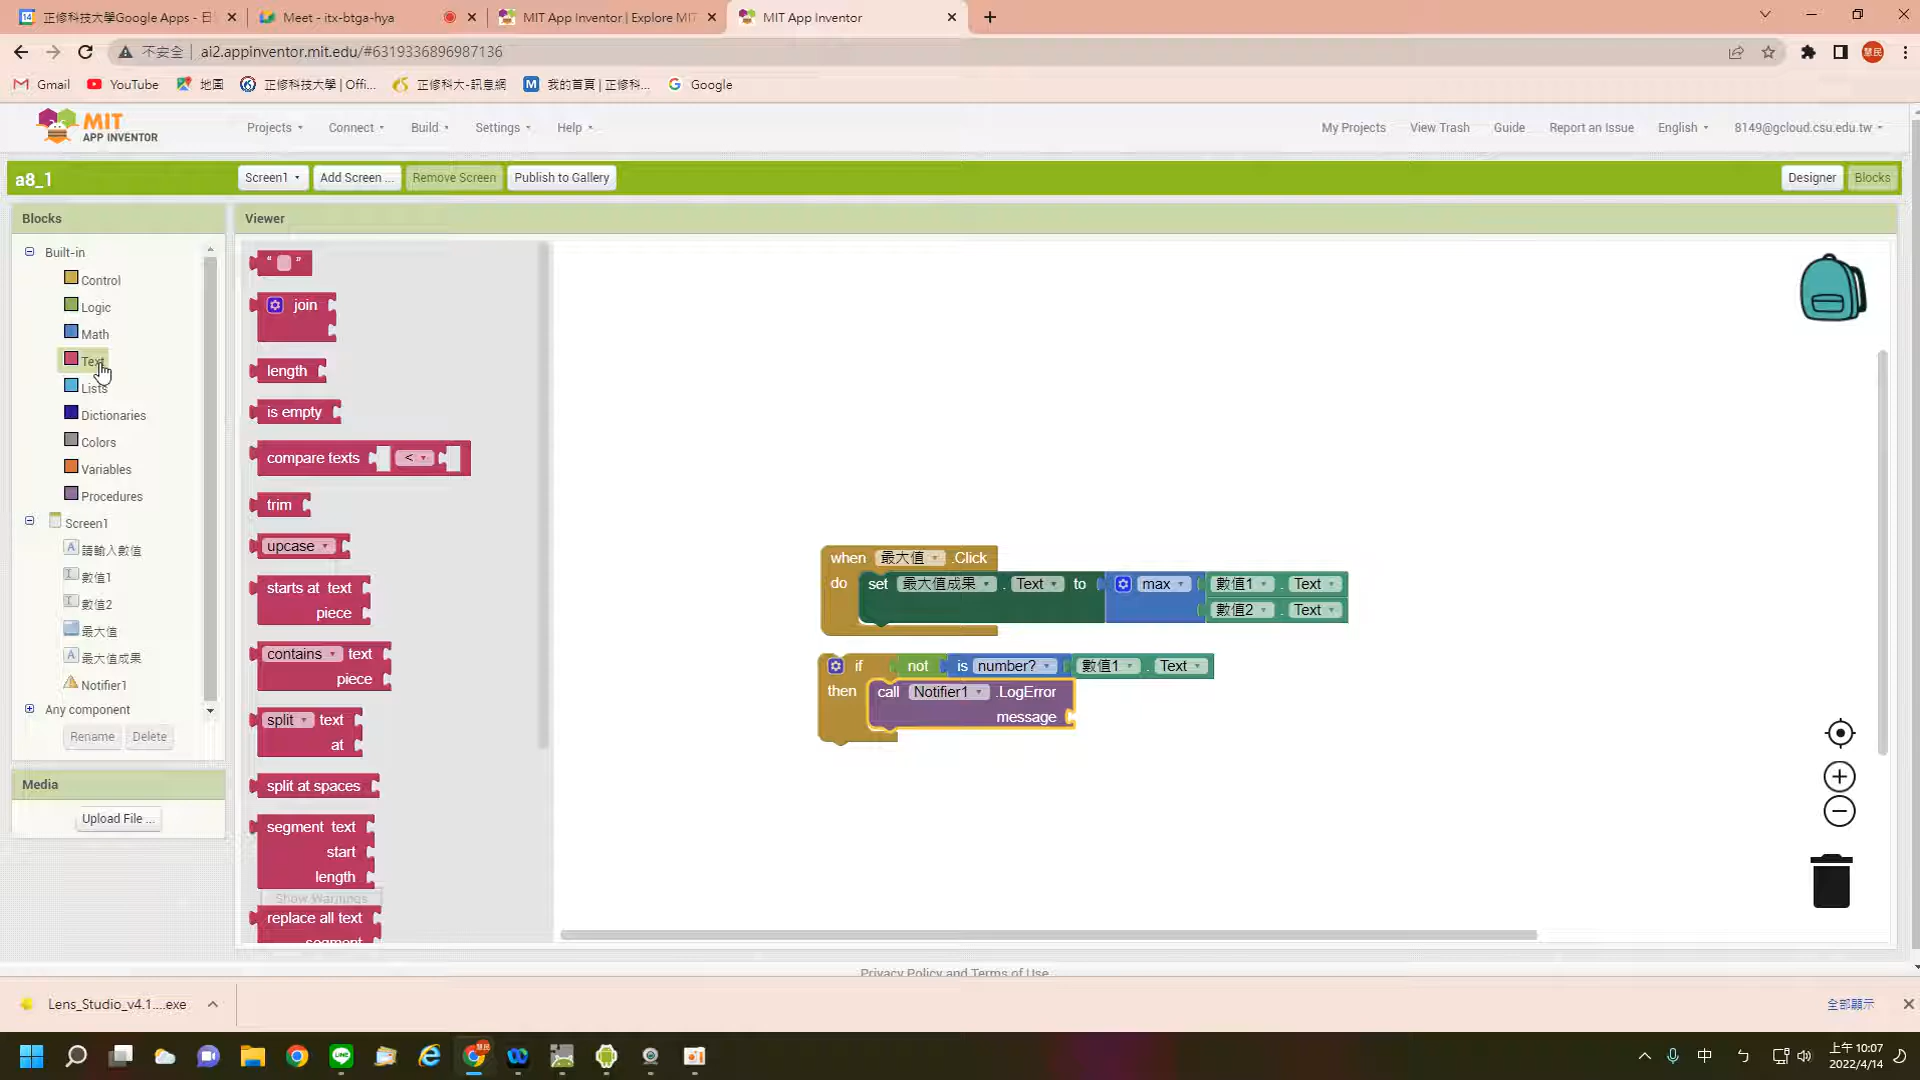 正修科技大學Google Apps - 日
Meet - itx-btga-hya
MIT App Inventor | Explore MIT
MIT App Inventor
不安全
ai2.appinventor.mit.edu/#6319336896987136
慧民
Gmail
YouTube
地圖
正修科技大學 | Offi...
正修科大-訊息網
我的首頁 | 正修科...
Google
MIT
APP INVENTOR
Projects
Connect
Build
Settings
Help
My Projects
View Trash
Guide
Report an Issue
English
8149@gcloud.csu.edu.tw
a8_1
Screen1
Add Screen ...
Remove Screen
Publish to Gallery
Designer
Blocks
Blocks
Viewer
Built-in
Control
Logic
Math
Text
Lists
Dictionaries
Colors
Variables
Procedures
Screen1
請輸入數值
數值1
數值2
最大值
最大值成果
Notifier1
Any component
Rename
Delete
Media
Upload File ...
“ ”
join
length
is empty
compare texts <
trim
upcase
starts at text
piece
contains text
piece
split text
at
split at spaces
segment text
start
length
Show Warnings
replace all text
segment
when 最大值 .Click
do set 最大值成果 . Text to max 數值1 . Text
數值2 . Text
if not is number? 數值1 . Text
then call Notifier1 .LogError
message
Privacy Policy and Terms of Use
Lens_Studio_v4.1....exe
全部顯示
慧民
中
上午 10:07
2022/4/14